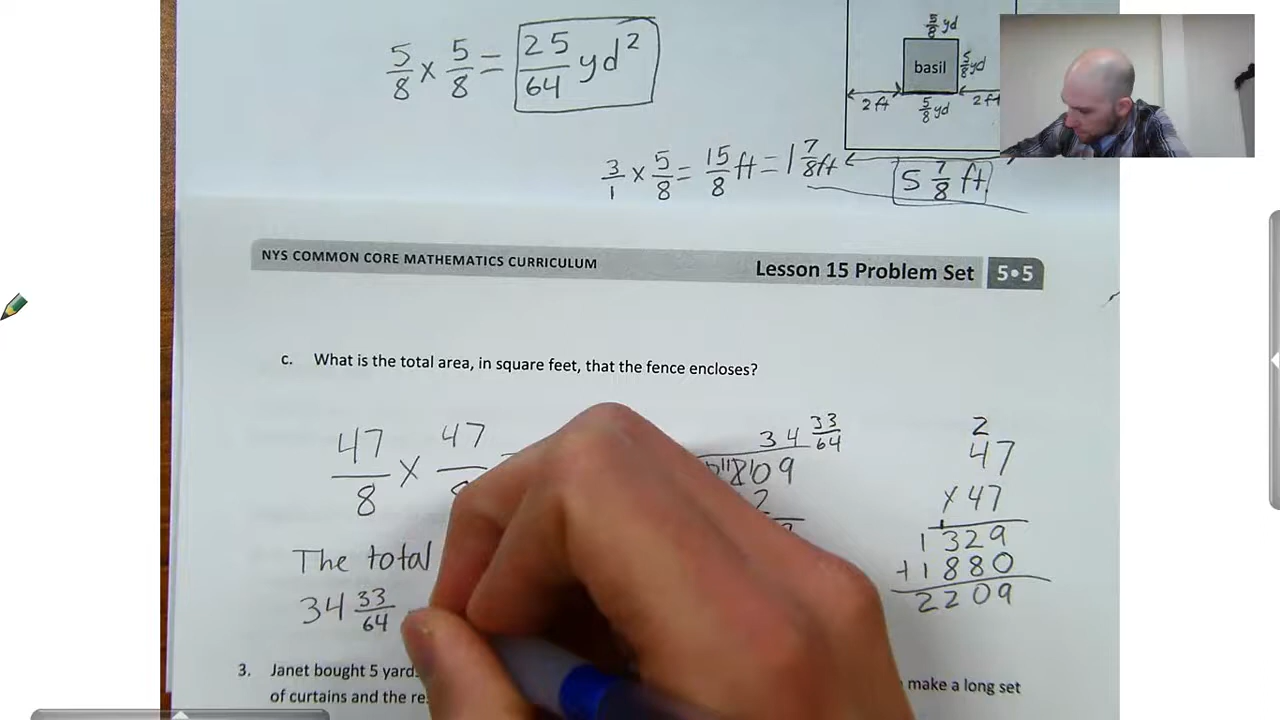 5/8 × 5/8 = 25/64 yd²
5/8 yd
basil
5/8 yd
2 ft
5/8 yd
2 ft
3/1 × 5/8 = 15/8 ft = 1 7/8 ft
5 7/8 ft
NYS COMMON CORE MATHEMATICS CURRICULUM
Lesson 15 Problem Set 5•5
c. What is the total area, in square feet, that the fence encloses?
47/8 × 47
34 33/64
09
2
2
47
× 47
1329
+1880
2209
The total
34 33/64
3. Janet bought 5 yard
make a long set
of curtains and the re